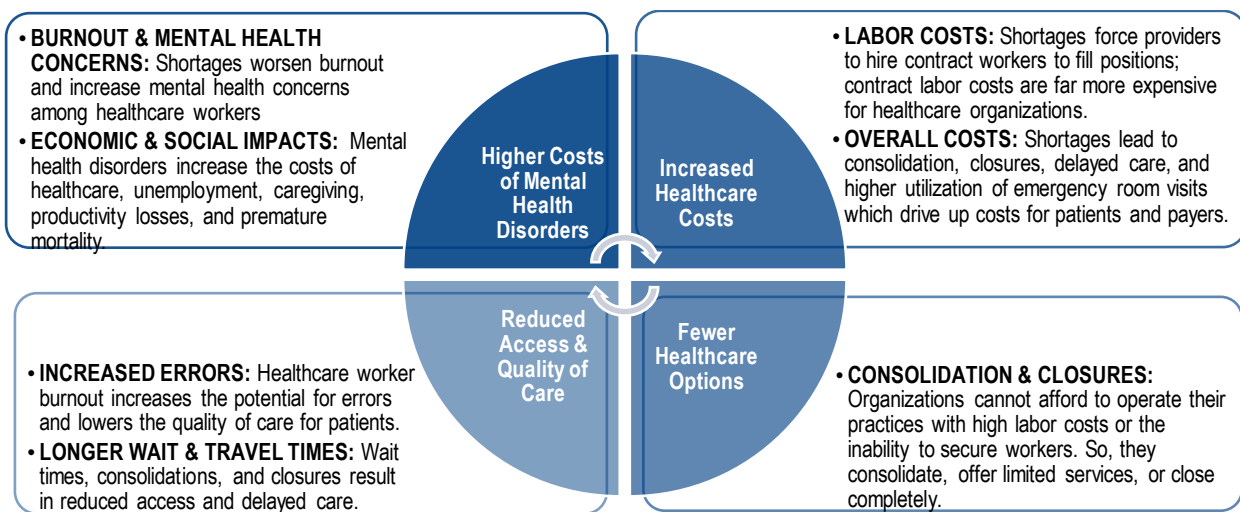 • BURNOUT & MENTAL HEALTH
CONCERNS: Shortages worsen burnout
and increase mental health concerns
among healthcare workers
• ECONOMIC & SOCIAL IMPACTS: Mental
health disorders increase the costs of
healthcare, unemployment, caregiving,
productivity losses, and premature
mortality.
Higher Costs
of Mental
Health
Disorders
Increased
Healthcare
Costs
• LABOR COSTS: Shortages force providers
to hire contract workers to fill positions;
contract labor costs are far more expensive
for healthcare organizations.
• OVERALL COSTS: Shortages lead to
consolidation, closures, delayed care, and
higher utilization of emergency room visits
which drive up costs for patients and payers.
• INCREASED ERRORS: Healthcare worker
burnout increases the potential for errors
and lowers the quality of care for patients.
• LONGER WAIT & TRAVEL TIMES: Wait
times, consolidations, and closures result
in reduced access and delayed care.
Reduced
Access &
Quality of
Care
Fewer
Healthcare
Options
• CONSOLIDATION & CLOSURES:
Organizations cannot afford to operate their
practices with high labor costs or the
inability to secure workers. So, they
consolidate, offer limited services, or close
completely.